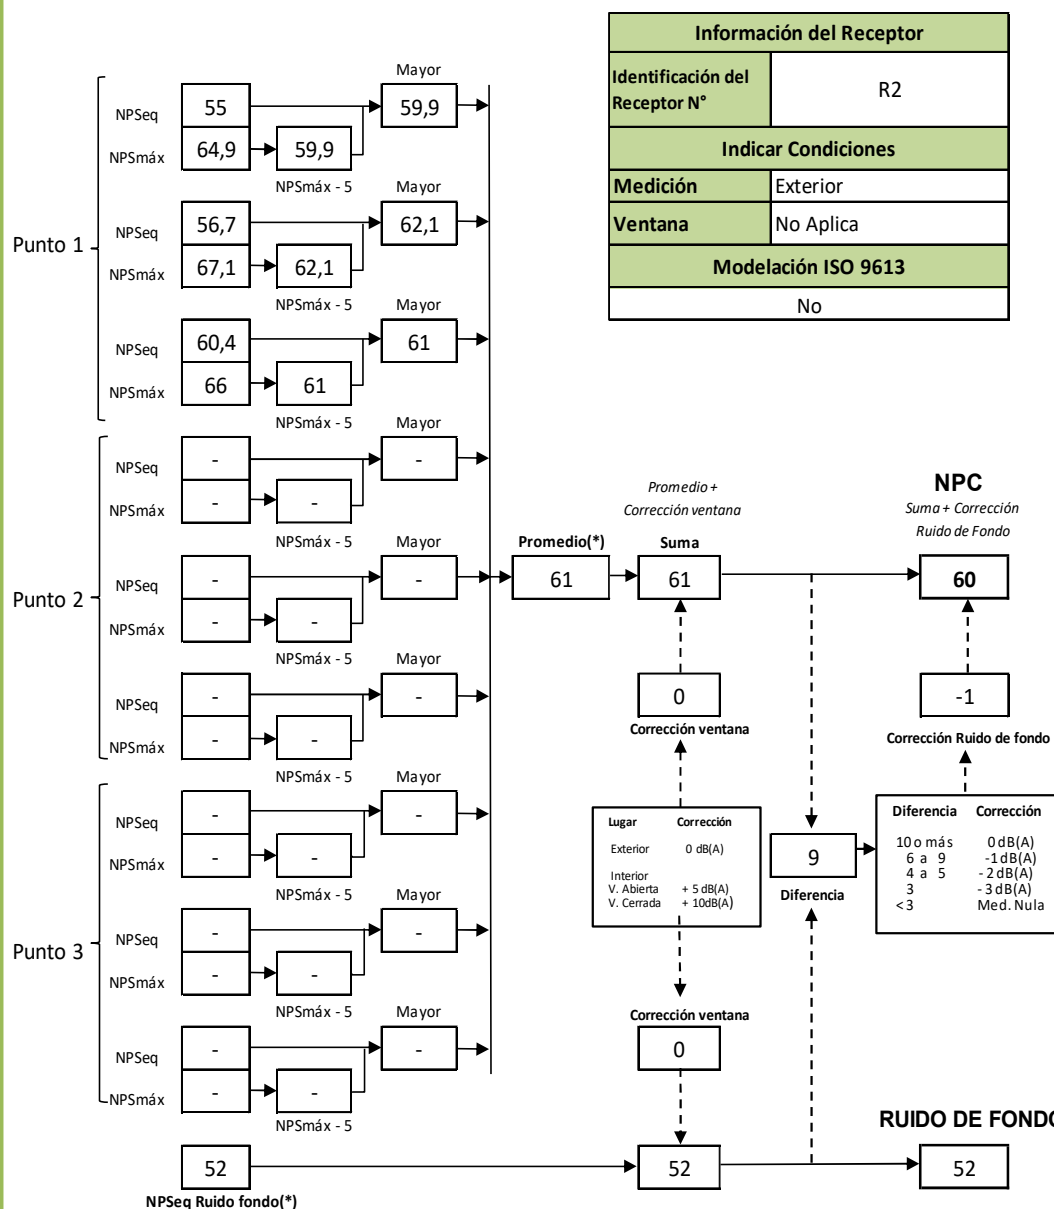 Información del Receptor
Identificación del
Receptor N°
R2
Indicar Condiciones
Medición
Exterior
Ventana
No Aplica
Modelación ISO 9613
No
Punto 1
Mayor
NPSeq
55
59,9
NPSmáx
64,9
59,9
NPSmáx - 5
Mayor
NPSeq
56,7
62,1
NPSmáx
67,1
62,1
NPSmáx - 5
Mayor
NPSeq
60,4
61
NPSmáx
66
61
NPSmáx - 5
Punto 2
Mayor
NPSeq
-
-
NPSmáx
-
-
NPSmáx - 5
Mayor
NPSeq
-
-
NPSmáx
-
-
NPSmáx - 5
Mayor
NPSeq
-
-
NPSmáx
-
-
NPSmáx - 5
Punto 3
Mayor
NPSeq
-
-
NPSmáx
-
-
NPSmáx - 5
Mayor
NPSeq
-
-
NPSmáx
-
-
NPSmáx - 5
Mayor
NPSeq
-
-
NPSmáx
-
-
NPSmáx - 5
52
NPSeq Ruido fondo(*)
Promedio(*)
61
Promedio +
Corrección ventana
Suma
61
0
Corrección ventana
Lugar Corrección
Exterior 0 dB(A)
Interior
V. Abierta + 5 dB(A)
V. Cerrada + 10dB(A)
Corrección ventana
0
52
9
Diferencia
NPC
Suma + Corrección
Ruido de Fondo
60
-1
Corrección Ruido de fondo
Diferencia Corrección
10 o más 0 dB(A)
6 a 9 -1 dB(A)
4 a 5 - 2 dB(A)
3 - 3 dB(A)
< 3 Med. Nula
RUIDO DE FONDO
52